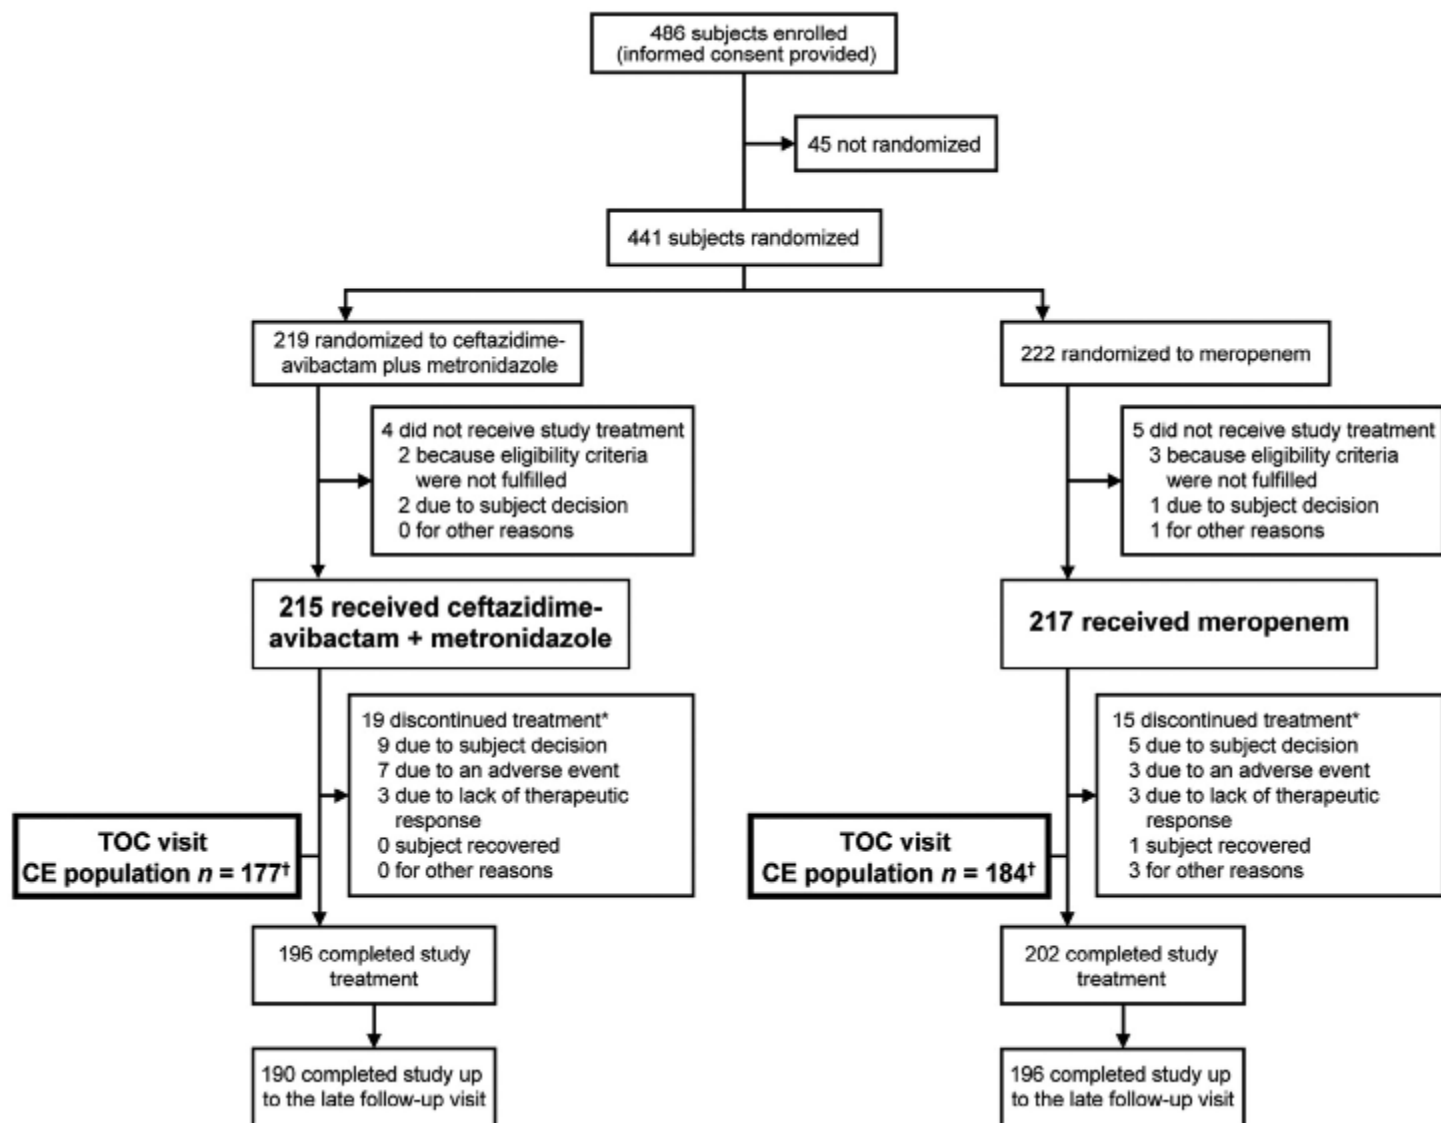 486 subjects enrolled
(informed consent provided)
45 not randomized
441 subjects randomized
219 randomized to ceftazidime-
avibactam plus metronidazole
222 randomized to meropenem
4 did not receive study treatment
2 because eligibility criteria
were not fulfilled
2 due to subject decision
0 for other reasons
5 did not receive study treatment
3 because eligibility criteria
were not fulfilled
1 due to subject decision
1 for other reasons
215 received ceftazidime-
avibactam + metronidazole
217 received meropenem
19 discontinued treatment*
9 due to subject decision
7 due to an adverse event
3 due to lack of therapeutic
response
0 subject recovered
0 for other reasons
15 discontinued treatment*
5 due to subject decision
3 due to an adverse event
3 due to lack of therapeutic
response
1 subject recovered
3 for other reasons
TOC visit
CE population n = 177†
TOC visit
CE population n = 184†
196 completed study
treatment
202 completed study
treatment
190 completed study up
to the late follow-up visit
196 completed study up
to the late follow-up visit